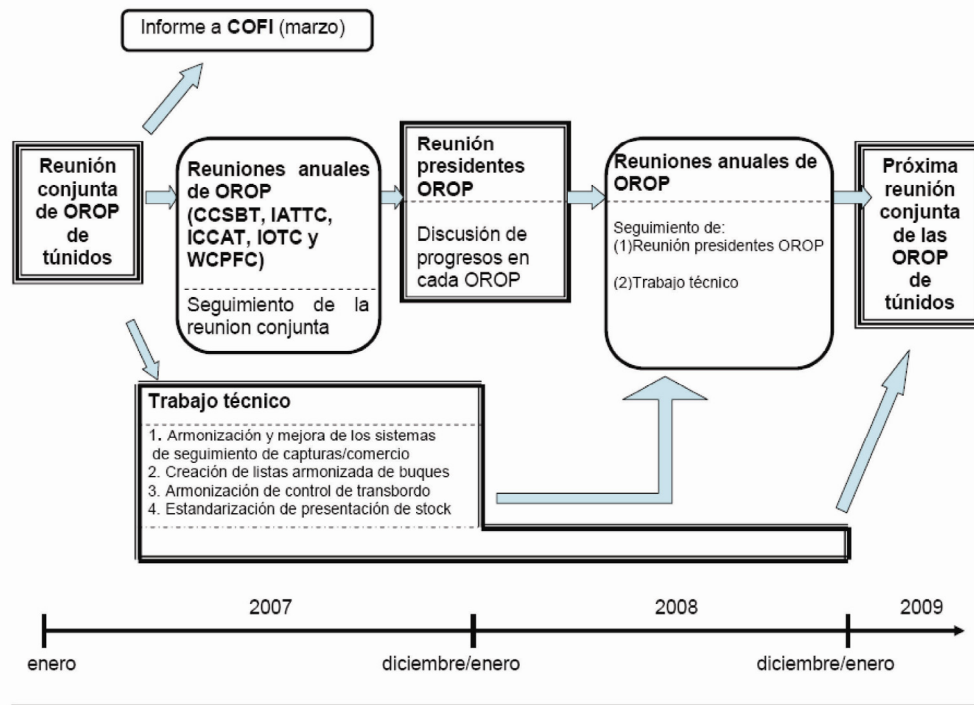 Informe a COFI (marzo)
Reunión
conjunta
de OROP
de
túnidos
Reuniones anuales
de OROP
(CCSBT, IATTC,
ICCAT, IOTC y
WCPFC)
Seguimiento de la
reunion conjunta
Reunión
presidentes
OROP
Discusión de
progresos en
cada OROP
Reuniones anuales de
OROP
Seguimiento de:
(1)Reunión presidentes OROP
(2)Trabajo técnico
Próxima
reunión
conjunta
de las
OROP
de
túnidos
Trabajo técnico
1. Armonización y mejora de los sistemas
de seguimiento de capturas/comercio
2. Creación de listas armonizada de buques
3. Armonización de control de transbordo
4. Estandarización de presentación de stock
2007
2008
2009
enero
diciembre/enero
diciembre/enero